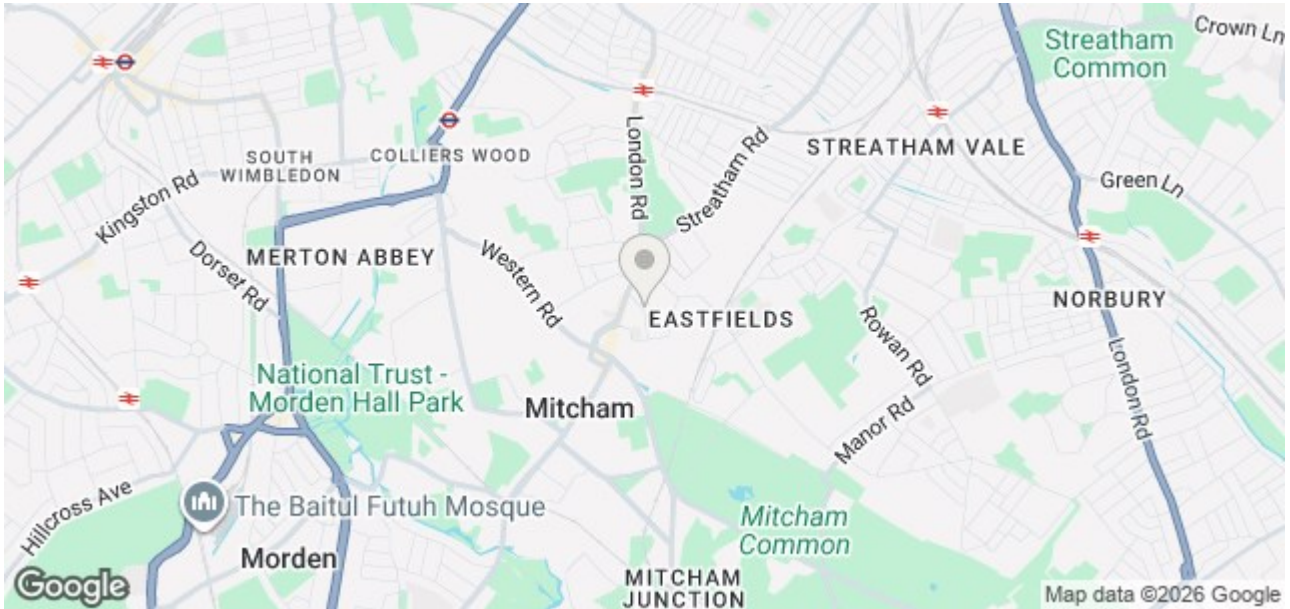 Crown Ln
Streatham
Common
London Rd
Streatham Rd
STREATHAM VALE
SOUTH
WIMBLEDON
COLLIERS WOOD
Kingston Rd
Green Ln
MERTON ABBEY
Dorset Rd
Western Rd
EASTFIELDS
NORBURY
Rowan Rd
London Rd
National Trust -
Morden Hall Park
Mitcham
Manor Rd
Hillcross Ave
The Baitul Futuh Mosque
Mitcham
Common
Morden
MITCHAM
JUNCTION
Google
Map data ©2026 Google